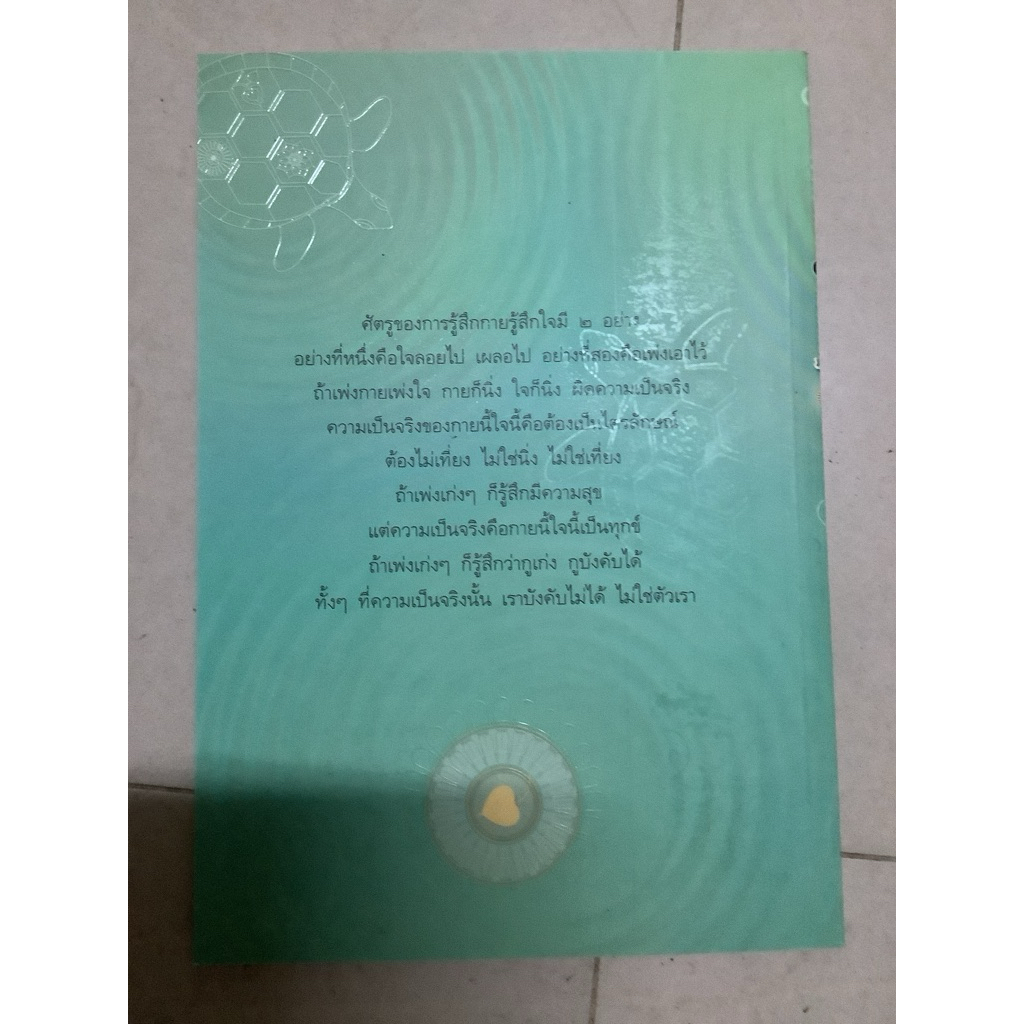 ศัตรูของการรู้สึกกายรู้สึกใจมี ๒ อย่าง
อย่างที่หนึ่งคือใจลอยไป เผลอไป อย่างที่สองคือเพ่งเอาไว้
ถ้าเพ่งกายเพ่งใจ กายก็นิ่ง ใจก็นิ่ง ผิดความเป็นจริง
ความเป็นจริงของกายนี้ใจนี้คือต้องเป็นไตรลักษณ์
ต้องไม่เที่ยง ไม่ใช่นิ่ง ไม่ใช่เที่ยง
ถ้าเพ่งเก่งๆ ก็รู้สึกมีความสุข
แต่ความเป็นจริงคือกายนี้ใจนี้เป็นทุกข์
ถ้าเพ่งเก่งๆ ก็รู้สึกว่ากูเก่ง กูบังคับได้
ทั้งๆ ที่ความเป็นจริงนั้น เราบังคับไม่ได้ ไม่ใช่ตัวเรา